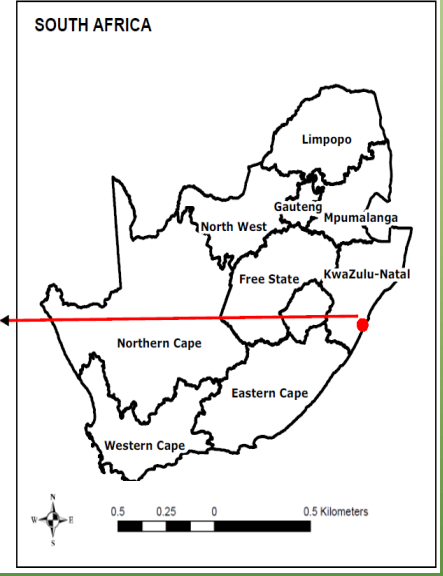 SOUTH AFRICA
Limpopo
Gauteng
Mpumalanga
North West
Free State
KwaZulu-Natal
Northern Cape
Eastern Cape
Western Cape
N
W E
S
0.5 0.25 0 0.5 Kilometers